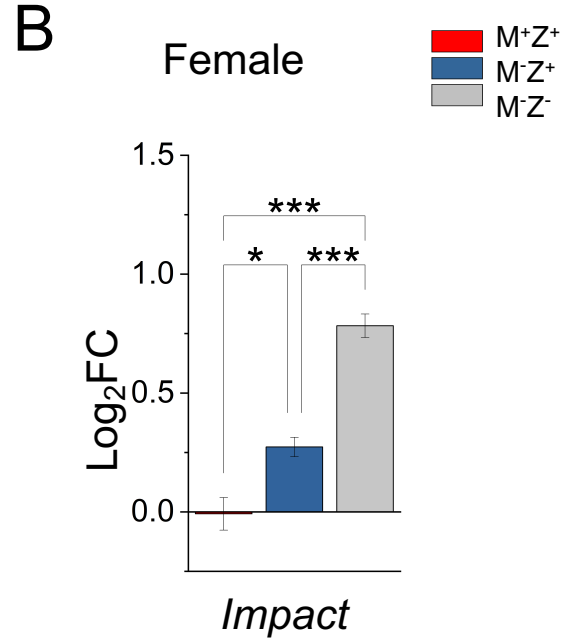 B
Female
M⁺Z⁺
M⁻Z⁺
M⁻Z⁻
1.5
***
* ***
1.0
Log₂FC
0.5
0.0
Impact